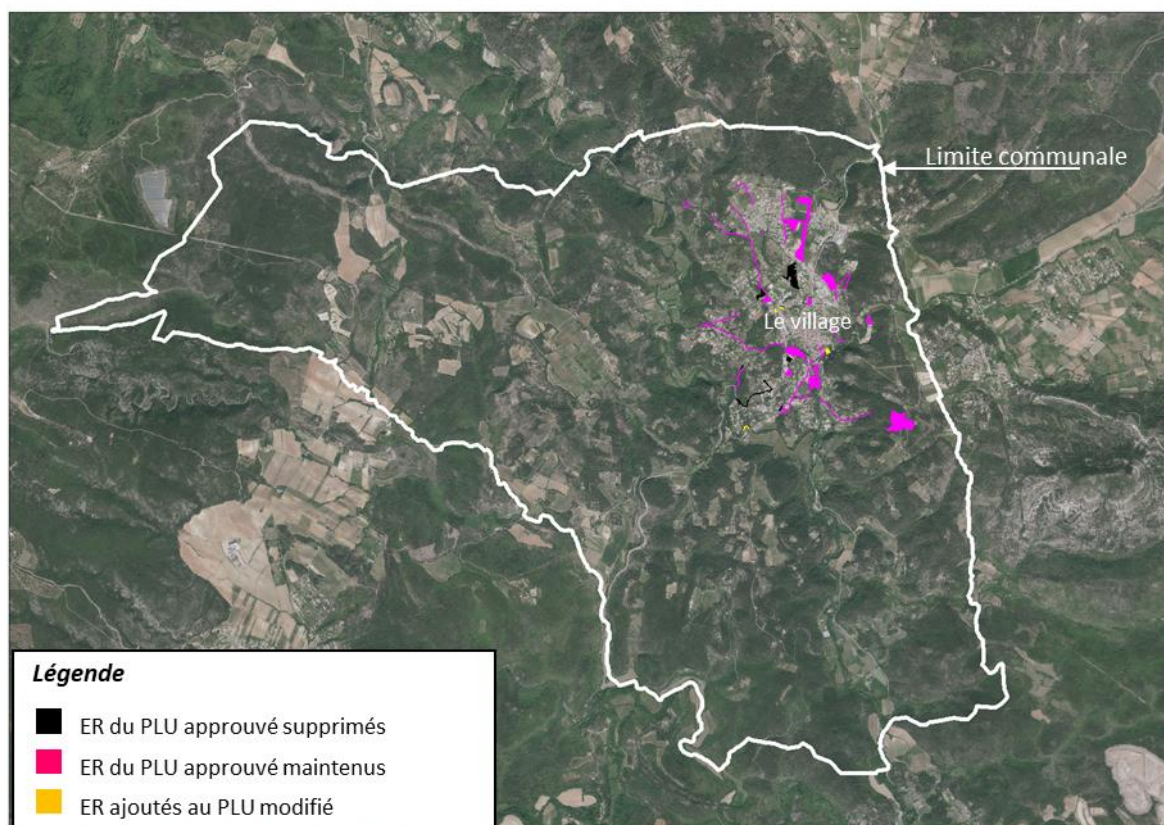 Limite communale
Le village
Légende
ER du PLU approuvé supprimés
ER du PLU approuvé maintenus
ER ajoutés au PLU modifié